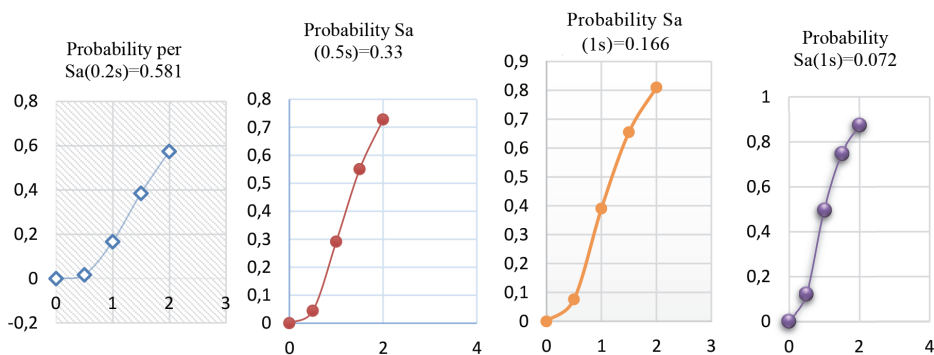 Probability per
Sa(0.2s)=0.581
0,8
0,6
0,4
0,2
0
-0,2
0 1 2 3
Probability Sa
(0.5s)=0.33
0,8
0,7
0,6
0,5
0,4
0,3
0,2
0,1
0
0 2 4
Probability Sa
(1s)=0.166
0,9
0,8
0,7
0,6
0,5
0,4
0,3
0,2
0,1
0
0 1 2 3
Probability
Sa(1s)=0.072
1
0,8
0,6
0,4
0,2
0
0 2 4